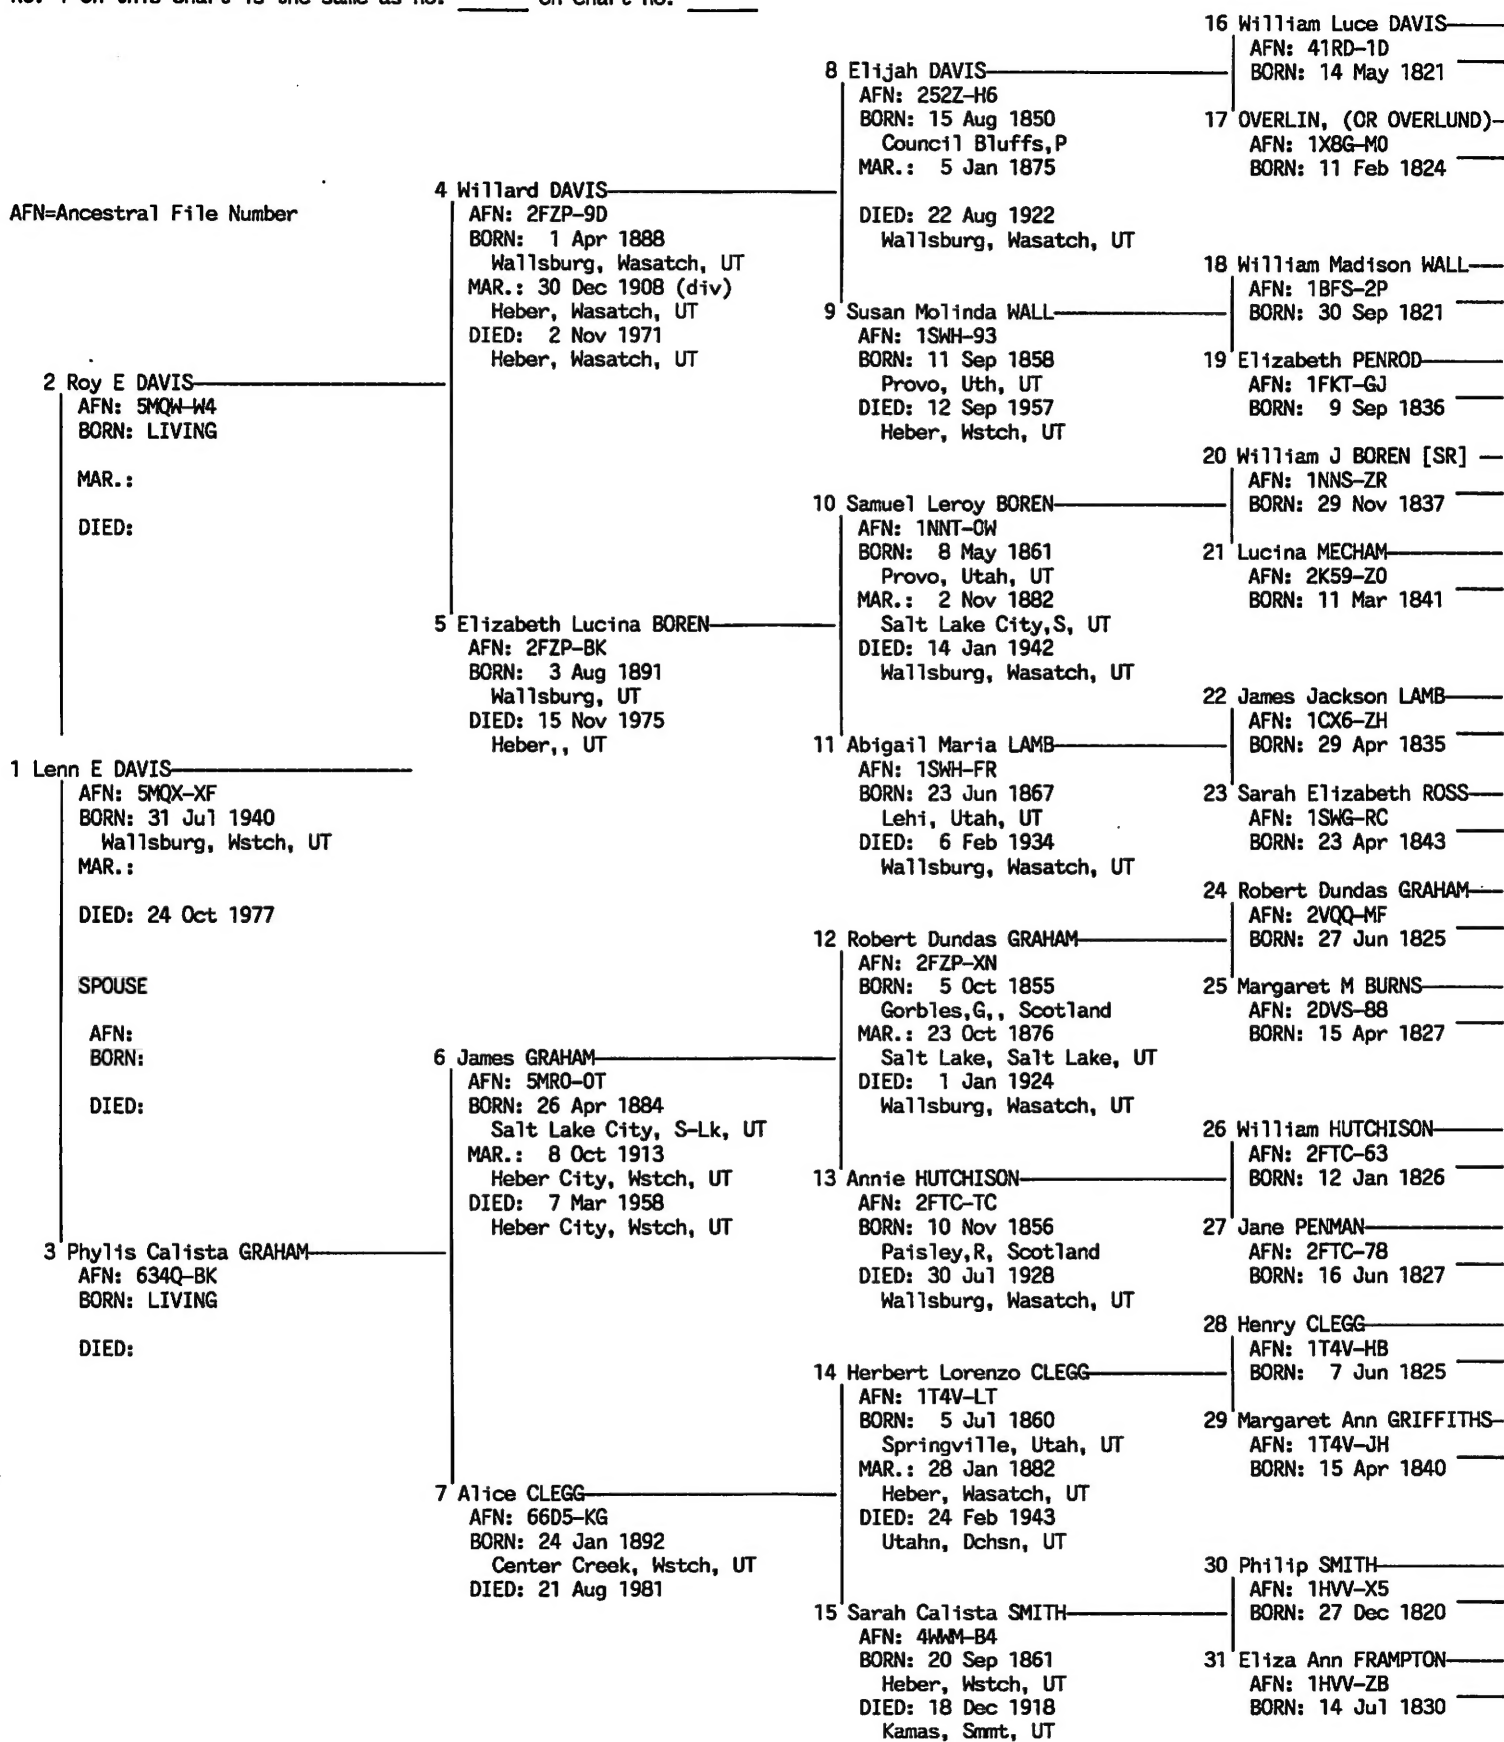 AFN=Ancestral File Number
1 Lenn E DAVIS
AFN: 5MQX-XF
BORN: 31 Jul 1940
Wallsburg, Wstch, UT
MAR.:
DIED: 24 Oct 1977
SPOUSE
AFN:
BORN:
DIED:
2 Roy E DAVIS
AFN: 5MQW-W4
BORN: LIVING
MAR.:
DIED:
3 Phylis Calista GRAHAM
AFN: 634Q-BK
BORN: LIVING
DIED:
4 Willard DAVIS
AFN: 2FZP-9D
BORN: 1 Apr 1888
Wallsburg, Wasatch, UT
MAR.: 30 Dec 1908 (div)
Heber, Wasatch, UT
DIED: 2 Nov 1971
Heber, Wasatch, UT
5 Elizabeth Lucina BOREN
AFN: 2FZP-BK
BORN: 3 Aug 1891
Wallsburg, UT
DIED: 15 Nov 1975
Heber,, UT
6 James GRAHAM
AFN: 5MR0-0T
BORN: 26 Apr 1884
Salt Lake City, S-Lk, UT
MAR.: 8 Oct 1913
Heber City, Wstch, UT
DIED: 7 Mar 1958
Heber City, Wstch, UT
7 Alice CLEGG
AFN: 66D5-KG
BORN: 24 Jan 1892
Center Creek, Wstch, UT
DIED: 21 Aug 1981
8 Elijah DAVIS
AFN: 252Z-H6
BORN: 15 Aug 1850
Council Bluffs,P
MAR.: 5 Jan 1875
DIED: 22 Aug 1922
Wallsburg, Wasatch, UT
9 Susan Molinda WALL
AFN: 1SWH-93
BORN: 11 Sep 1858
Provo, Uth, UT
DIED: 12 Sep 1957
Heber, Wstch, UT
10 Samuel Leroy BOREN
AFN: 1NNT-0W
BORN: 8 May 1861
Provo, Utah, UT
MAR.: 2 Nov 1882
Salt Lake City,S, UT
DIED: 14 Jan 1942
Wallsburg, Wasatch, UT
11 Abigail Maria LAMB
AFN: 1SWH-FR
BORN: 23 Jun 1867
Lehi, Utah, UT
DIED: 6 Feb 1934
Wallsburg, Wasatch, UT
12 Robert Dundas GRAHAM
AFN: 2FZP-XN
BORN: 5 Oct 1855
Gorbles,G,, Scotland
MAR.: 23 Oct 1876
Salt Lake, Salt Lake, UT
DIED: 1 Jan 1924
Wallsburg, Wasatch, UT
13 Annie HUTCHISON
AFN: 2FTC-TC
BORN: 10 Nov 1856
Paisley,R, Scotland
DIED: 30 Jul 1928
Wallsburg, Wasatch, UT
14 Herbert Lorenzo CLEGG
AFN: 1T4V-LT
BORN: 5 Jul 1860
Springville, Utah, UT
MAR.: 28 Jan 1882
Heber, Wasatch, UT
DIED: 24 Feb 1943
Utahn, Dchsn, UT
15 Sarah Calista SMITH
AFN: 4WWM-B4
BORN: 20 Sep 1861
Heber, Wstch, UT
DIED: 18 Dec 1918
Kamas, Smmt, UT
16 William Luce DAVIS
AFN: 41RD-1D
BORN: 14 May 1821
17 OVERLIN, (OR OVERLUND)
AFN: 1X8G-M0
BORN: 11 Feb 1824
18 William Madison WALL
AFN: 1BFS-2P
BORN: 30 Sep 1821
19 Elizabeth PENROD
AFN: 1FKT-GJ
BORN: 9 Sep 1836
20 William J BOREN [SR]
AFN: 1NNS-ZR
BORN: 29 Nov 1837
21 Lucina MECHAM
AFN: 2K59-Z0
BORN: 11 Mar 1841
22 James Jackson LAMB
AFN: 1CX6-ZH
BORN: 29 Apr 1835
23 Sarah Elizabeth ROSS
AFN: 1SWG-RC
BORN: 23 Apr 1843
24 Robert Dundas GRAHAM
AFN: 2VQQ-MF
BORN: 27 Jun 1825
25 Margaret M BURNS
AFN: 2DVS-88
BORN: 15 Apr 1827
26 William HUTCHISON
AFN: 2FTC-63
BORN: 12 Jan 1826
27 Jane PENMAN
AFN: 2FTC-78
BORN: 16 Jun 1827
28 Henry CLEGG
AFN: 1T4V-HB
BORN: 7 Jun 1825
29 Margaret Ann GRIFFITHS
AFN: 1T4V-JH
BORN: 15 Apr 1840
30 Philip SMITH
AFN: 1HVV-X5
BORN: 27 Dec 1820
31 Eliza Ann FRAMPTON
AFN: 1HVV-ZB
BORN: 14 Jul 1830